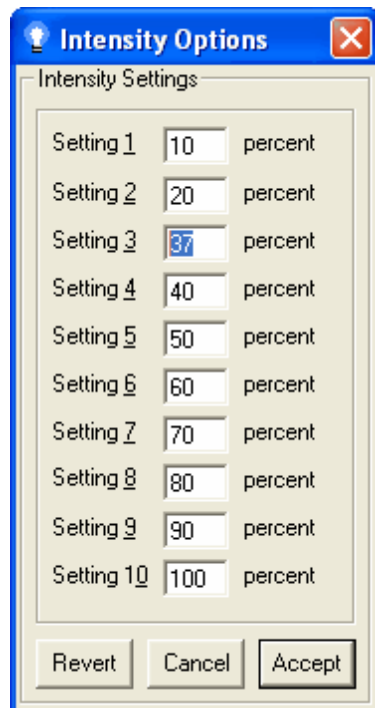 Intensity Options
Intensity Settings
Setting 1 10 percent
Setting 2 20 percent
Setting 3 37 percent
Setting 4 40 percent
Setting 5 50 percent
Setting 6 60 percent
Setting 7 70 percent
Setting 8 80 percent
Setting 9 90 percent
Setting 10 100 percent
Revert Cancel Accept